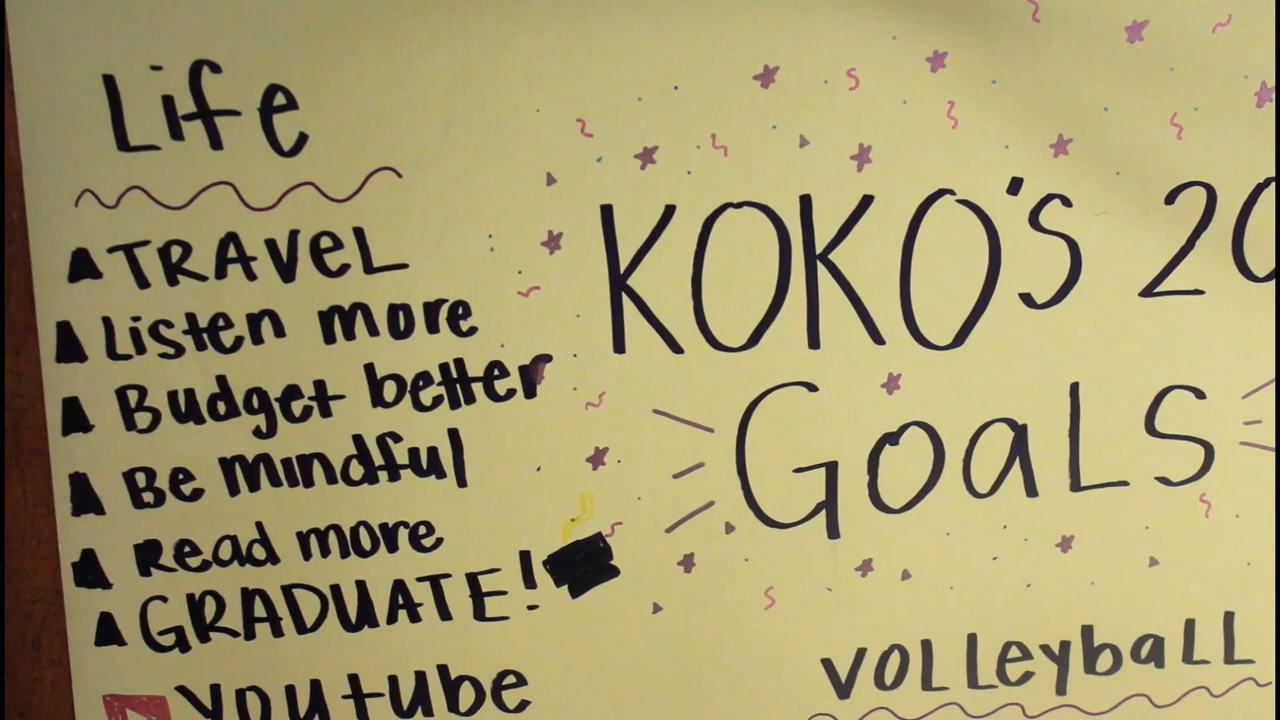 Life
TRAVeL
Listen more
Budget better
Be mindful
Read more
GRADUATE!
Youtube
KOKO'S 20
GoaLS
VOLLeybaLL